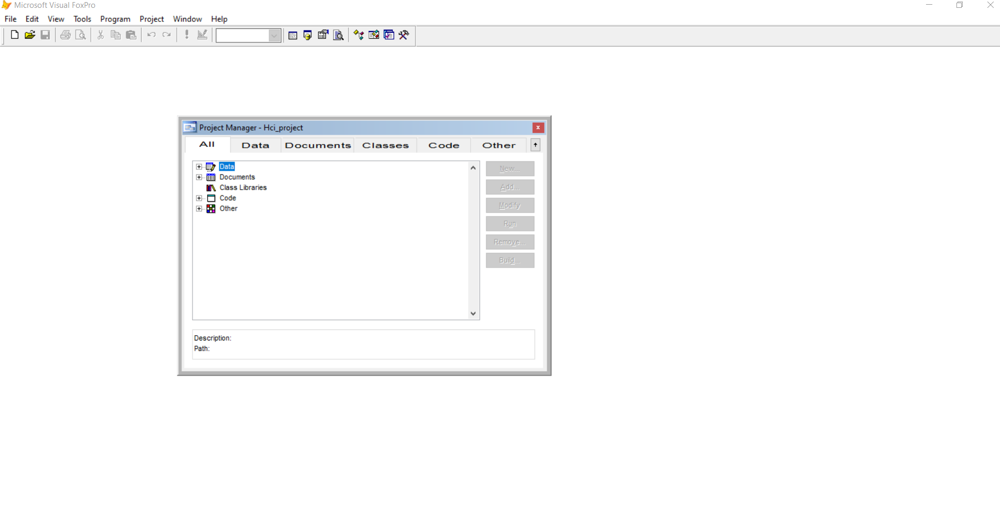 Microsoft Visual FoxPro
File Edit View Tools Program Project Window Help
Project Manager - Hci_project
All Data Documents Classes Code Other
Data
Documents
Class Libraries
Code
Other
New...
Add...
Modify
Run
Remove...
Build...
Description:
Path: